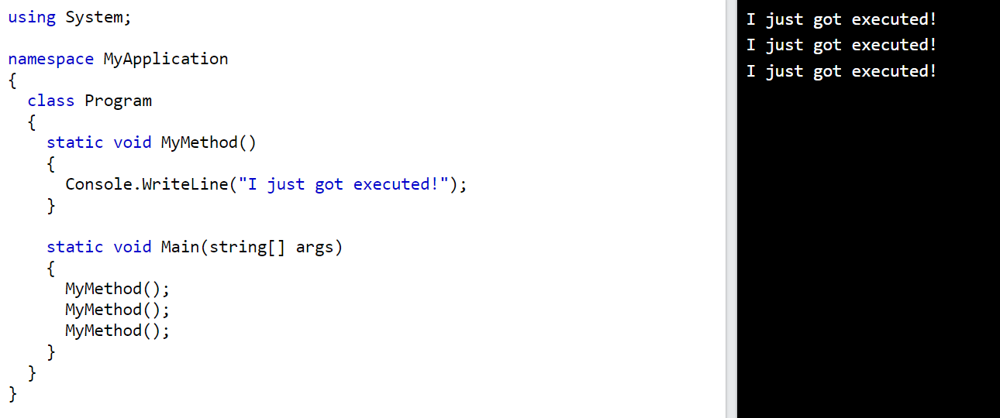 using System;

namespace MyApplication
{
  class Program
  {
    static void MyMethod()
    {
      Console.WriteLine("I just got executed!");
    }

    static void Main(string[] args)
    {
      MyMethod();
      MyMethod();
      MyMethod();
    }
  }
}
I just got executed!
I just got executed!
I just got executed!